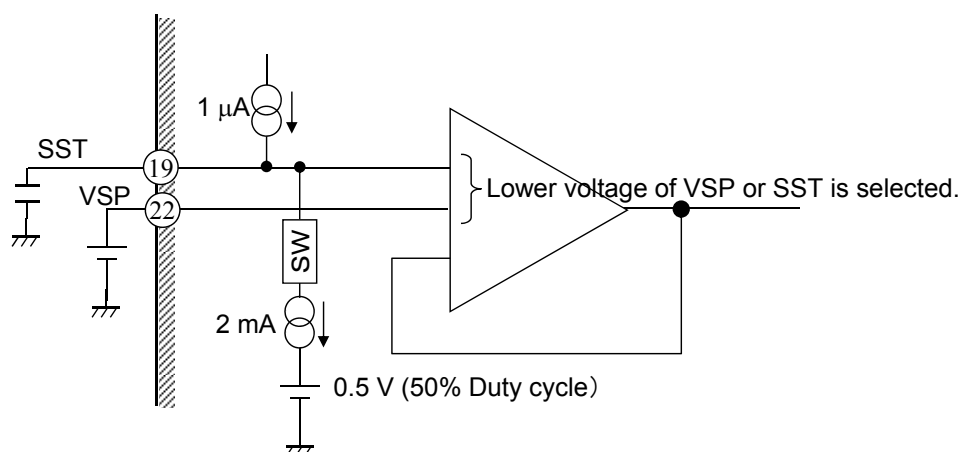 1 μA
SST
19
VSP
22
Lower voltage of VSP or SST is selected.
SW
2 mA
0.5 V (50% Duty cycle）